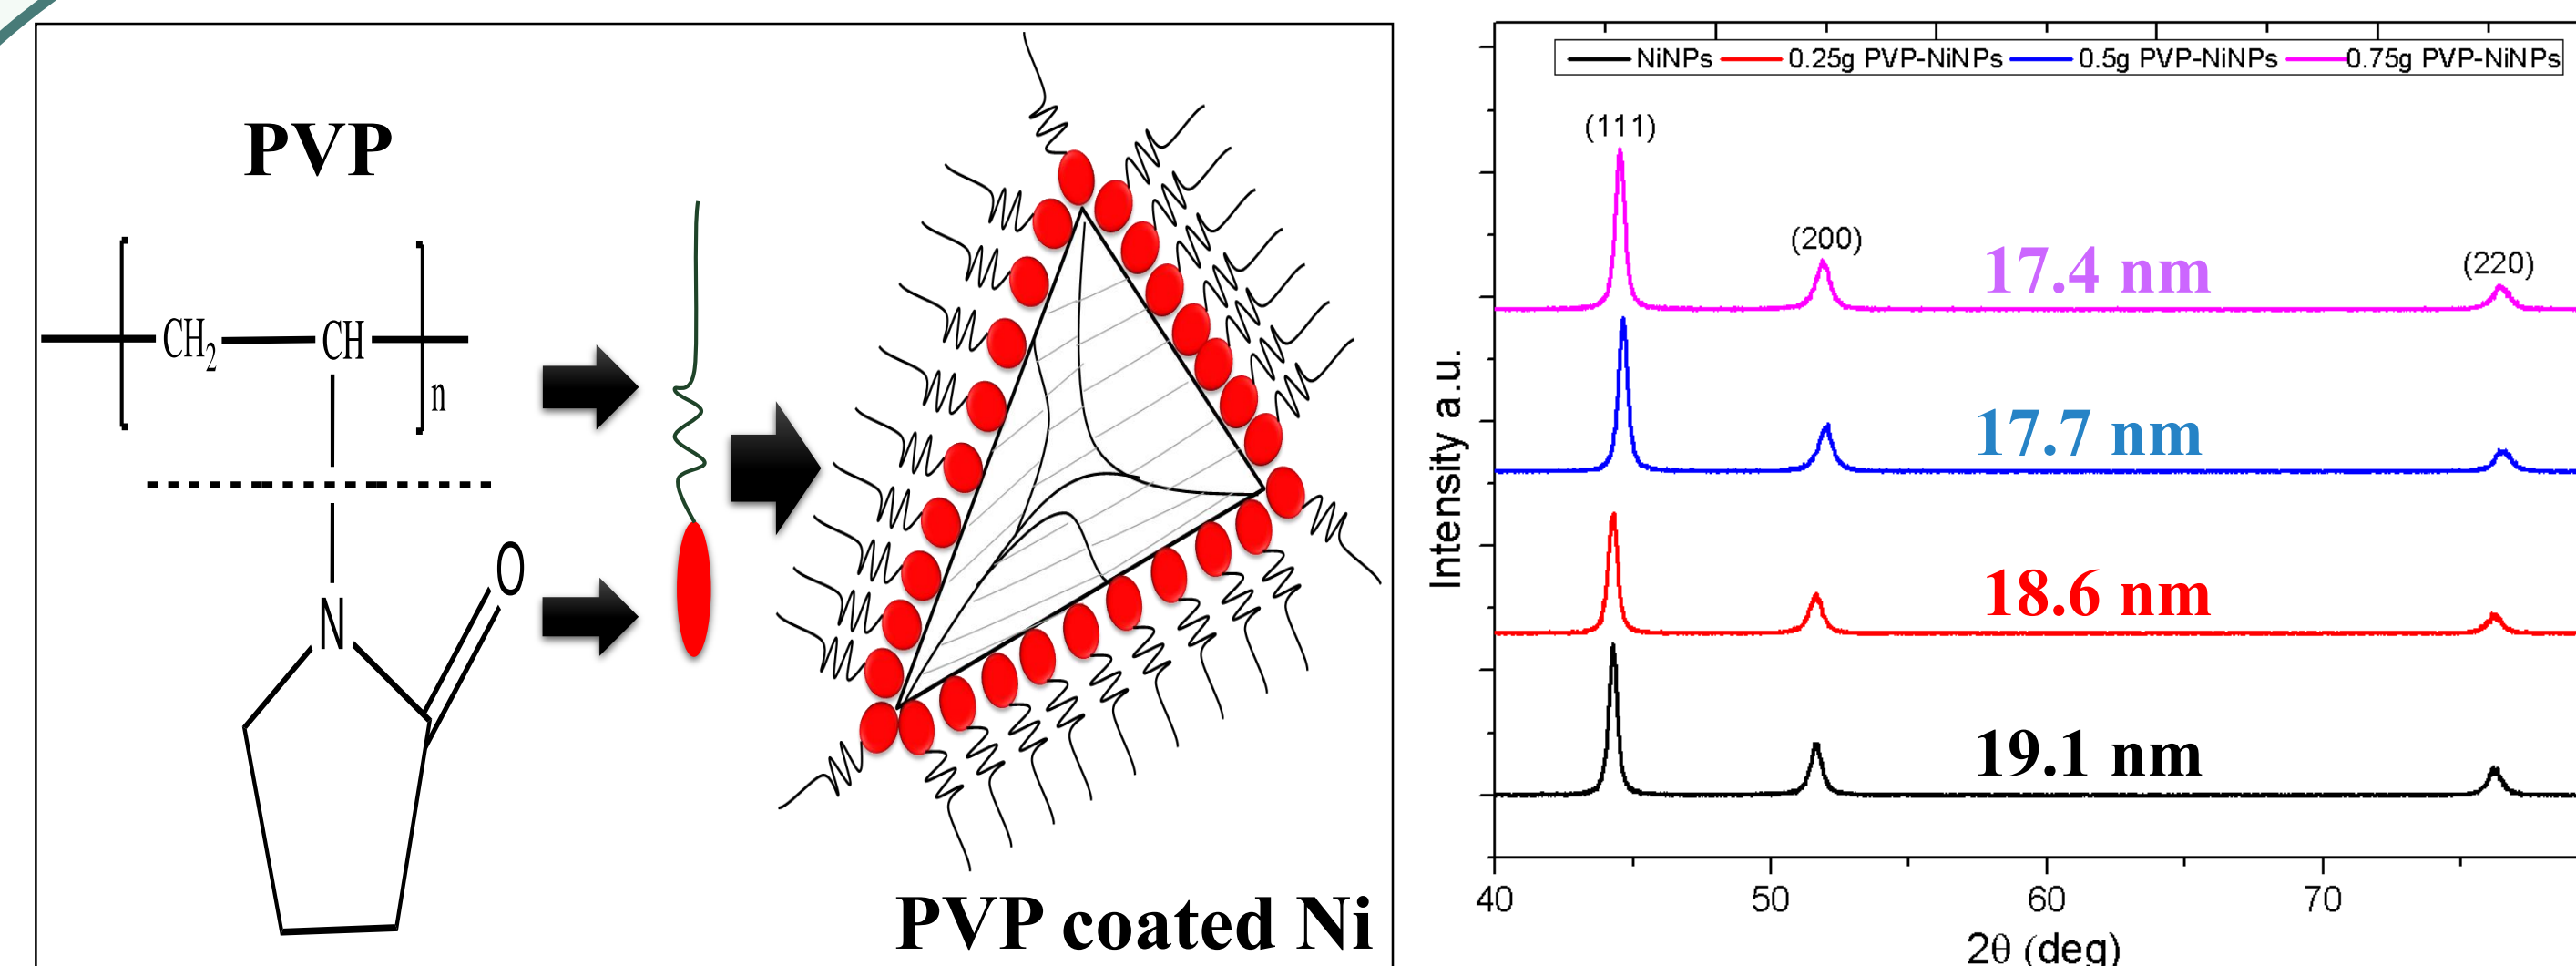 PVP
CH2 CH
n
N
O
PVP coated Ni
NiNPs 0.25g PVP-NiNPs 0.5g PVP-NiNPs 0.75g PVP-NiNPs
(111)
(200)
(220)
17.4 nm
17.7 nm
18.6 nm
19.1 nm
Intensity a.u.
40 50 60 70
2θ (deg)